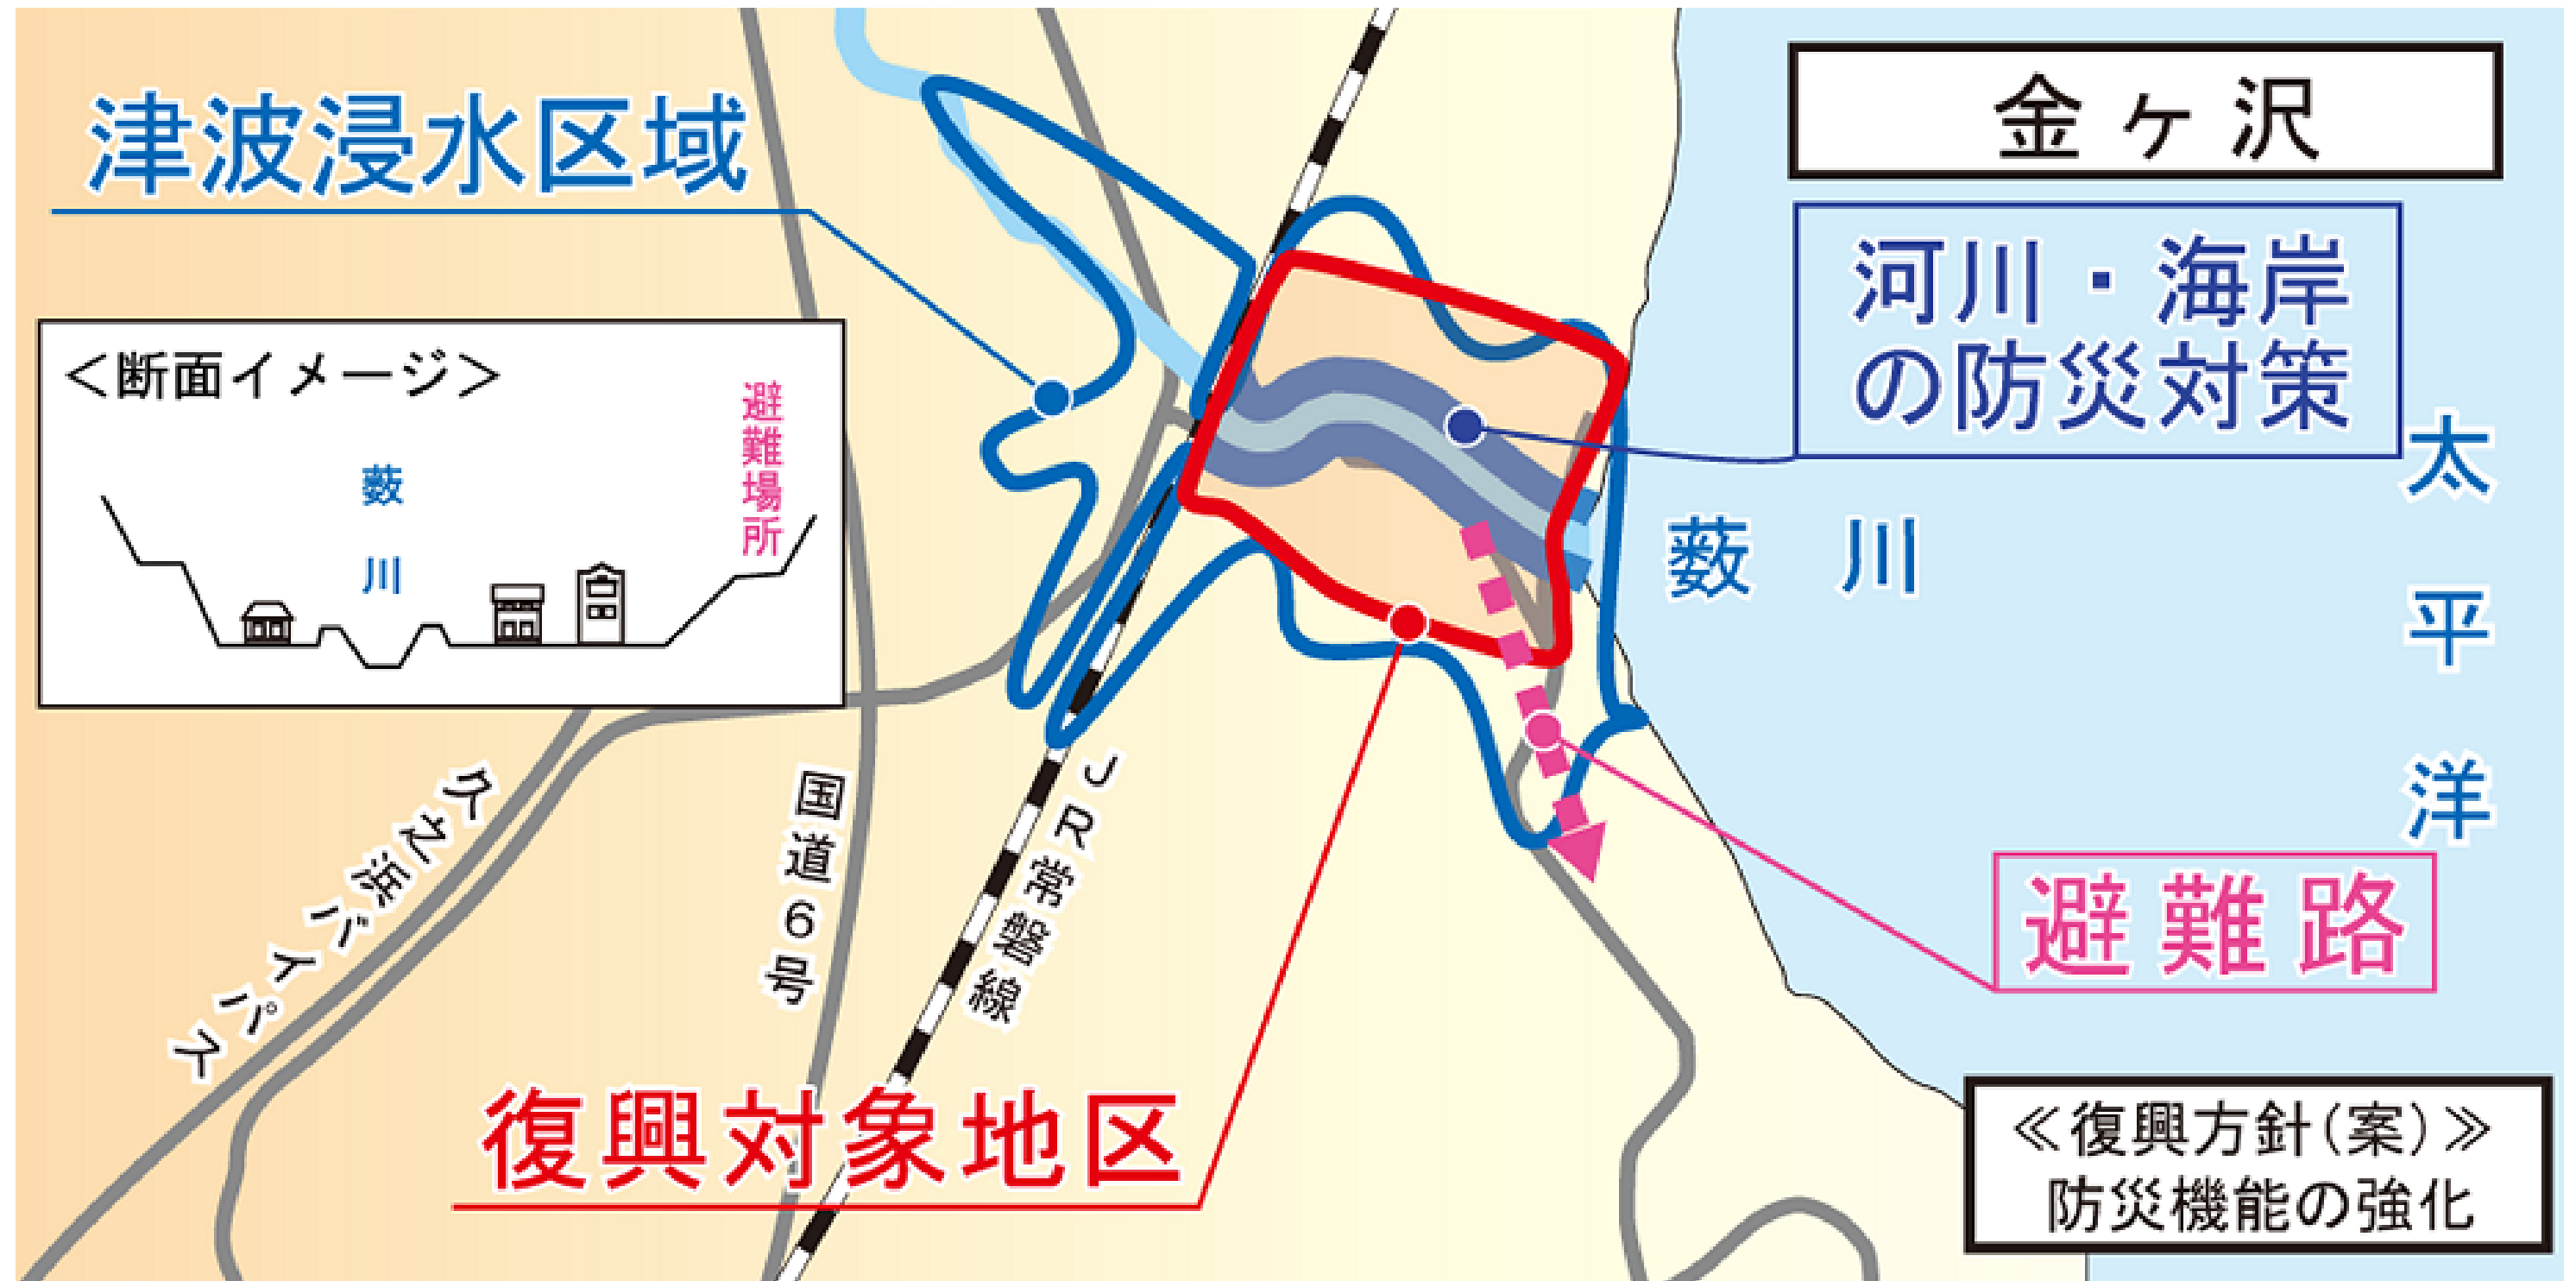 津波浸水区域
金ヶ沢
河川・海岸
の防災対策
＜断面イメージ＞
避難場所
薮川
薮川
太平洋
久之浜バイパス
国道6号
JR常磐線
避難路
復興対象地区
≪復興方針(案)≫
防災機能の強化